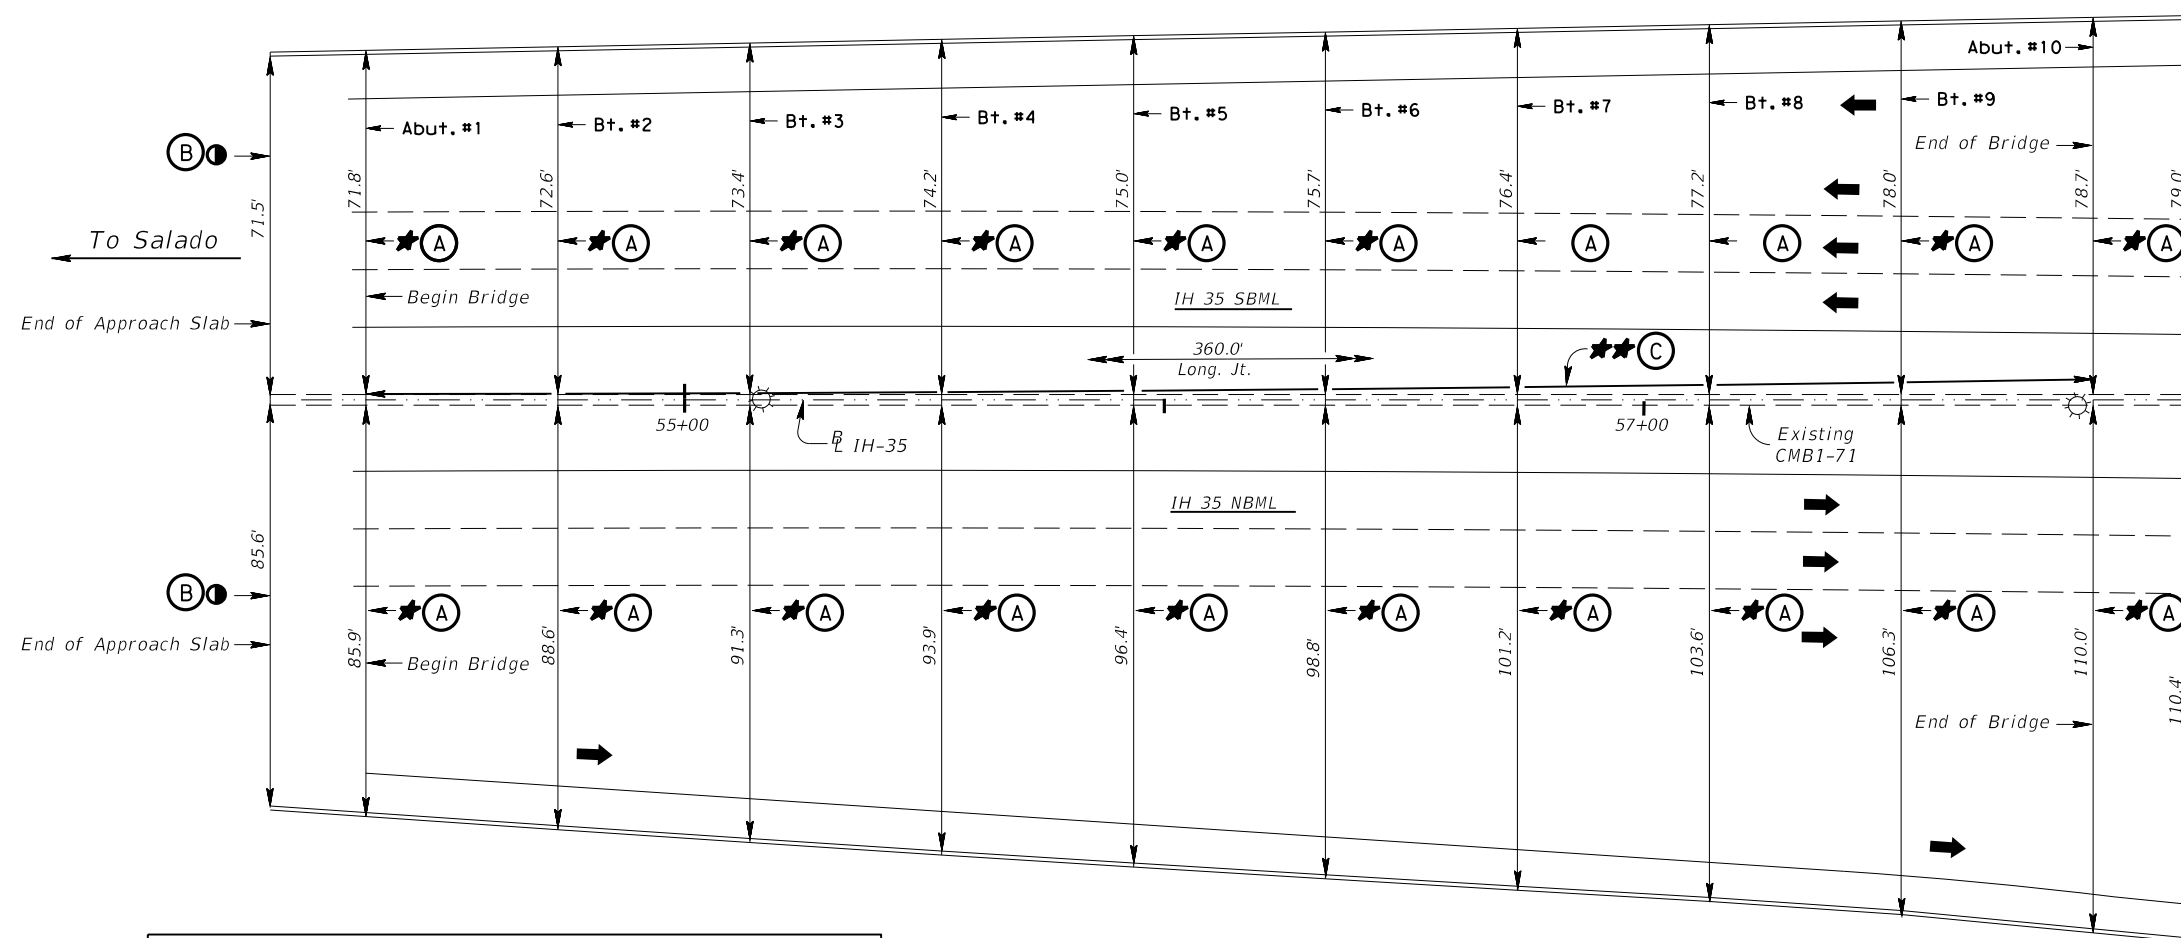 Abut. #10
Abut. #1
Bt. #2
Bt. #3
Bt. #4
Bt. #5
Bt. #6
Bt. #7
Bt. #8
Bt. #9
B
End of Bridge
71.5'
71.8'
72.6'
73.4'
74.2'
75.0'
75.7'
76.4'
77.2'
78.0'
78.7'
79.0'
To Salado
A
A
A
A
A
A
A
A
A
A
Begin Bridge
IH 35 SBML
End of Approach Slab
360.0'
Long. Jt.
C
55+00
57+00
BL IH-35
Existing
CMB1-71
IH 35 NBML
85.6'
B
A
A
A
A
A
A
A
A
A
A
End of Approach Slab
85.9'
88.6'
91.3'
93.9'
96.4'
98.8'
101.2'
103.6'
106.3'
110.0'
110.4'
Begin Bridge
End of Bridge